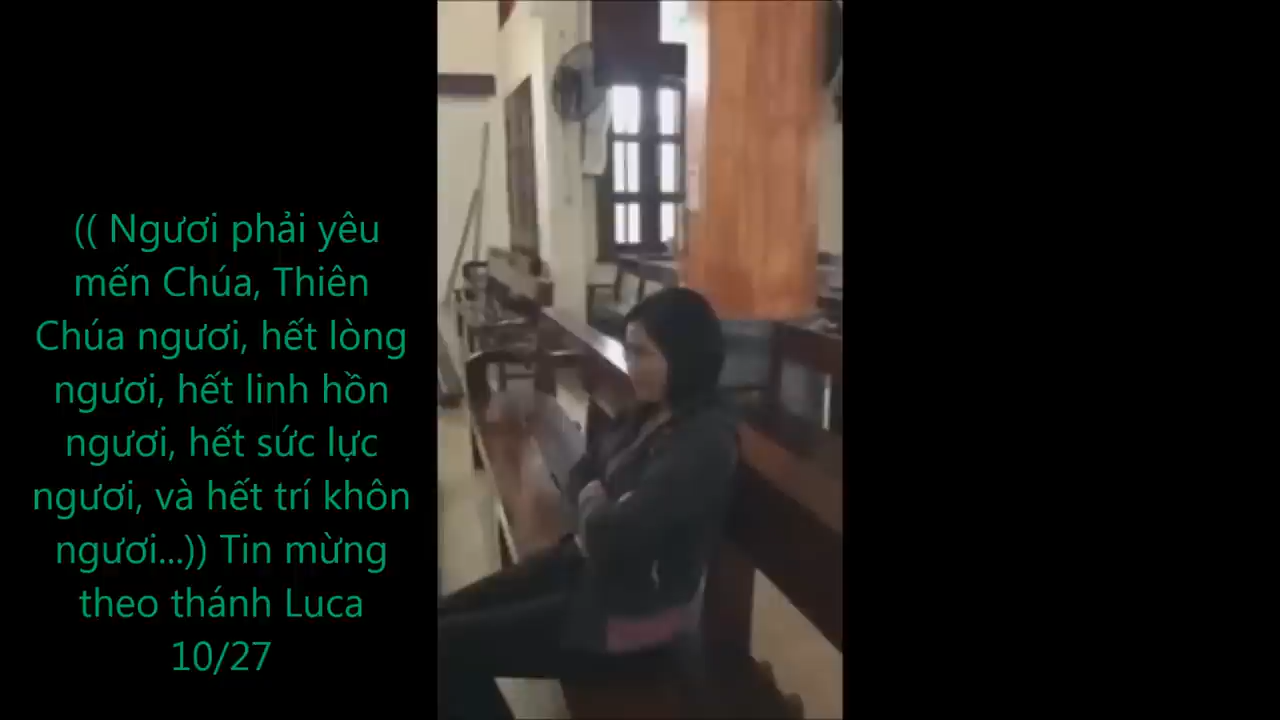 (( Ngươi phải yêu
mến Chúa, Thiên
Chúa ngươi, hết lòng
ngươi, hết linh hồn
ngươi, hết sức lực
ngươi, và hết trí khôn
ngươi...)) Tin mừng
theo thánh Luca
10/27